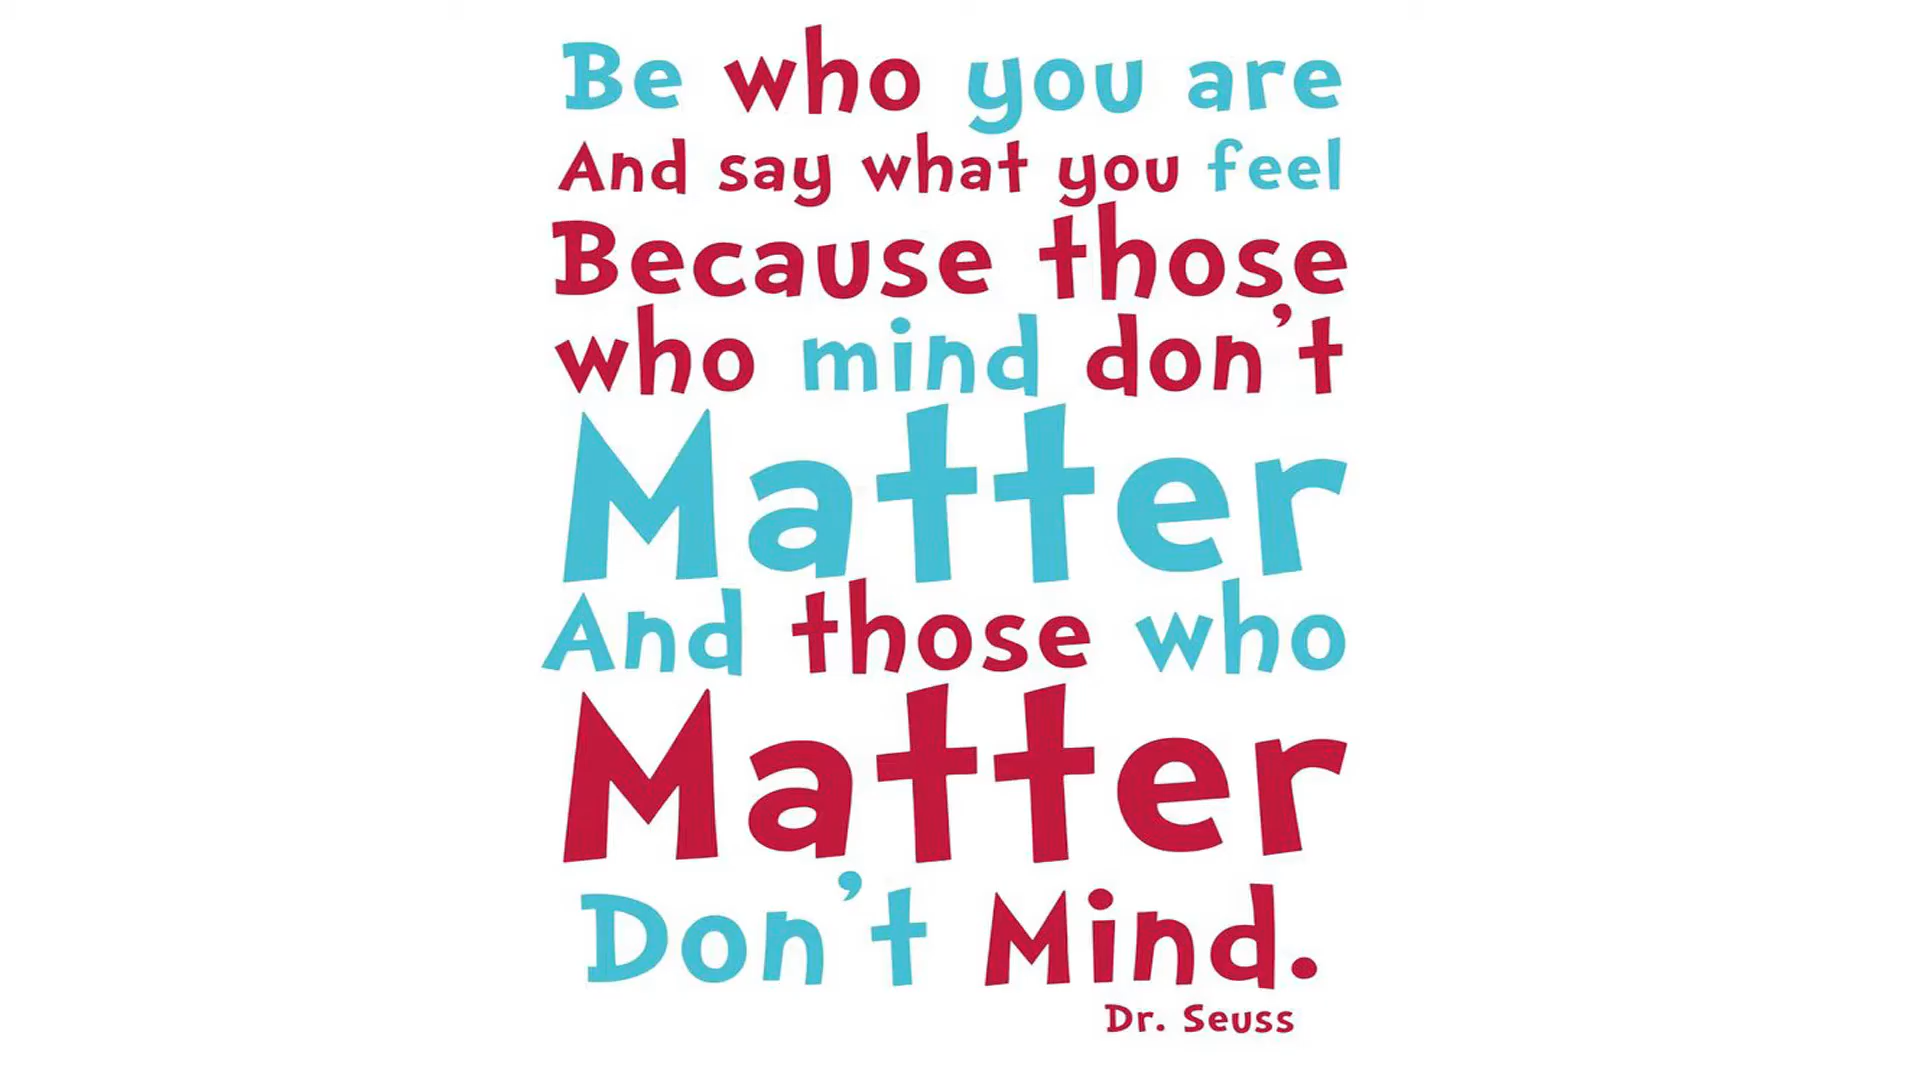 Be who you are
And say what you feel
Because those
who mind don't
Matter
And those who
Matter
Don't Mind.
Dr. Seuss